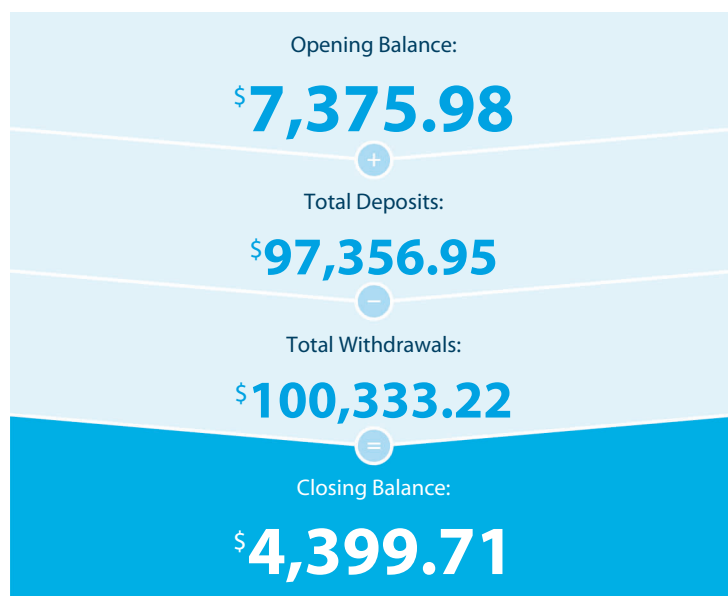 Opening Balance:
$7,375.98
+
Total Deposits:
$97,356.95
−
Total Withdrawals:
$100,333.22
=
Closing Balance:
$4,399.71